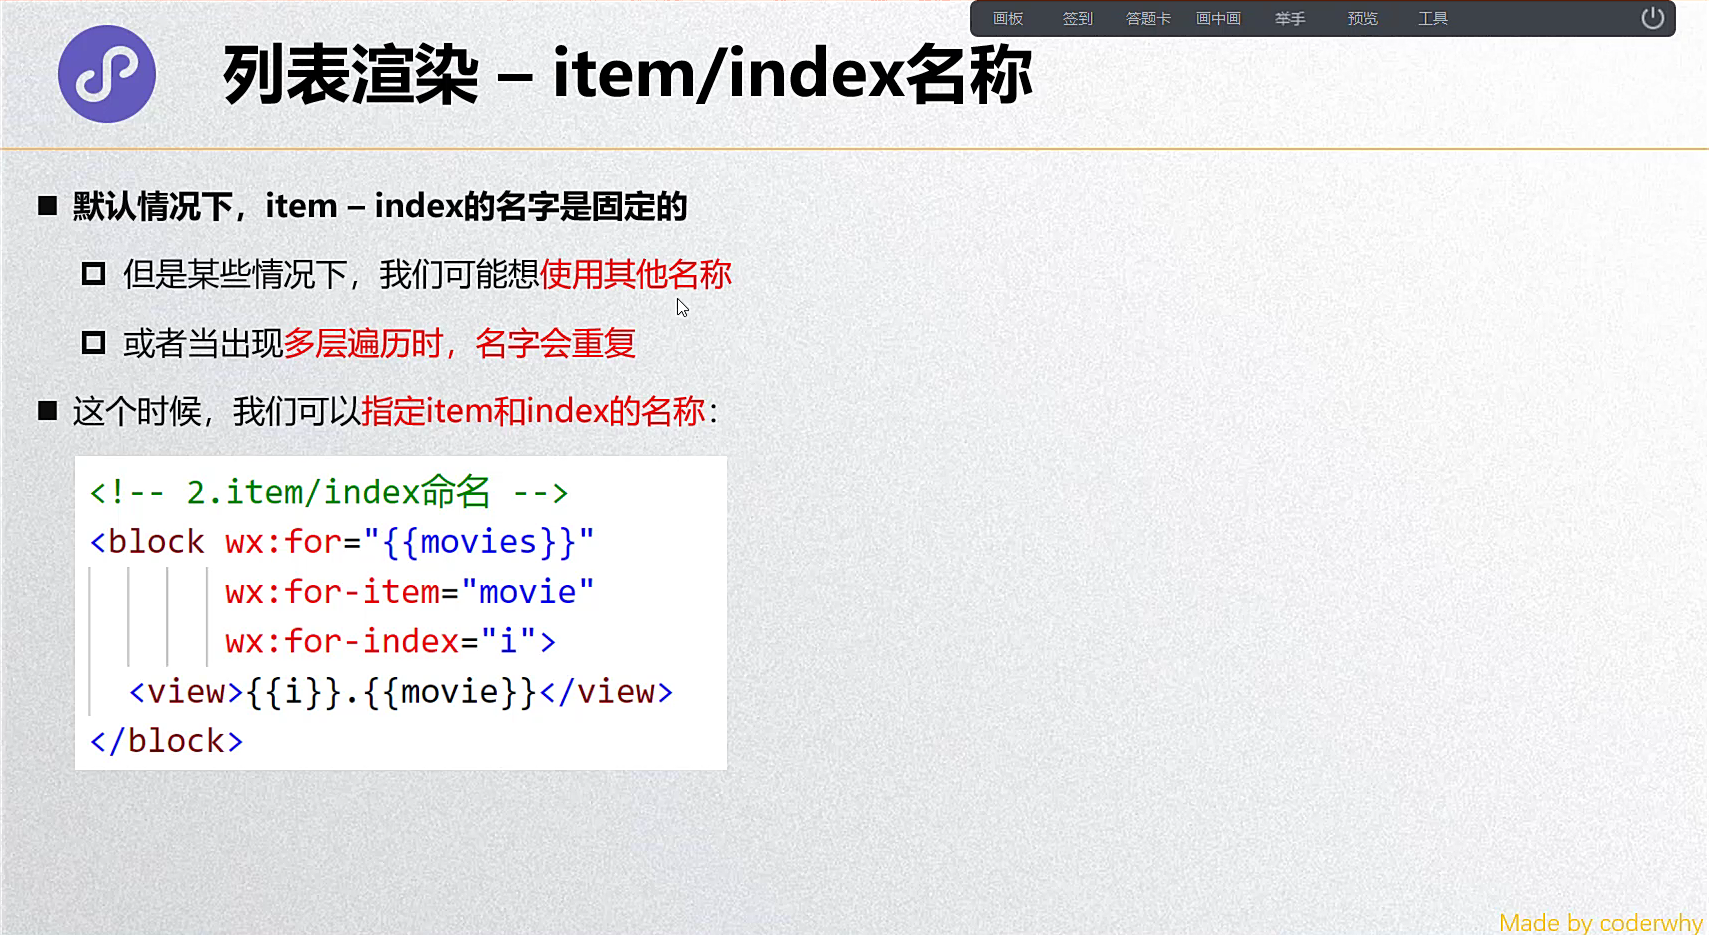 画板 签到 答题卡 画中画 举手 预览 工具
列表渲染 – item/index名称
默认情况下，item – index的名字是固定的
但是某些情况下，我们可能想使用其他名称
或者当出现多层遍历时，名字会重复
这个时候，我们可以指定item和index的名称：
<!-- 2.item/index命名 -->
<block wx:for="{{movies}}"
wx:for-item="movie"
wx:for-index="i">
<view>{{i}}.{{movie}}</view>
</block>
Made by coderwhy